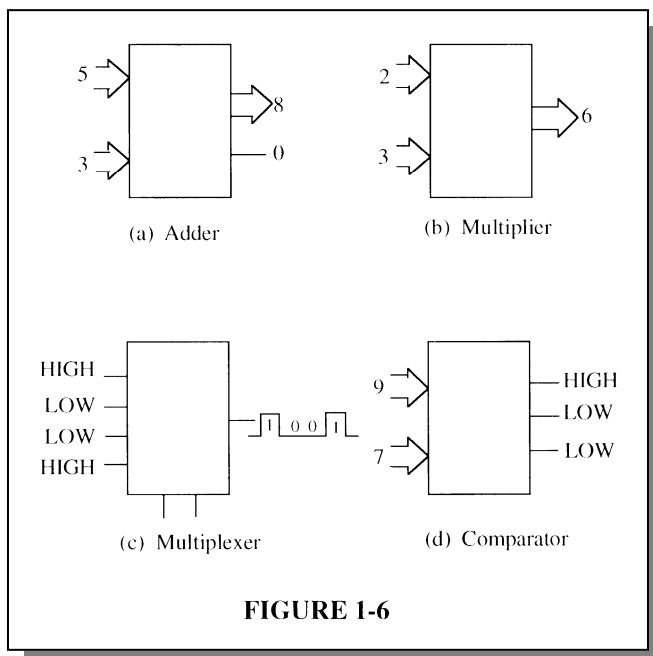 5
8
3
0
(a) Adder
2
6
3
(b) Multiplier
HIGH
LOW
LOW
HIGH
1 0 0 1
(c) Multiplexer
9
7
HIGH
LOW
LOW
(d) Comparator
FIGURE 1-6